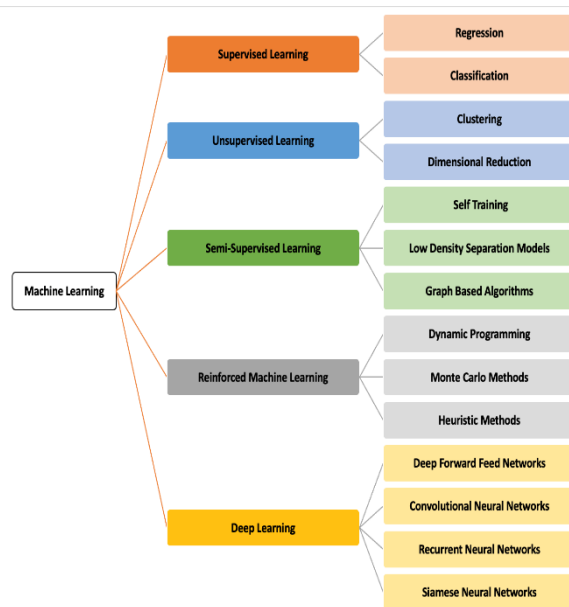 Machine Learning
Supervised Learning
Regression
Classification
Unsupervised Learning
Clustering
Dimensional Reduction
Semi-Supervised Learning
Self Training
Low Density Separation Models
Graph Based Algorithms
Reinforced Machine Learning
Dynamic Programming
Monte Carlo Methods
Heuristic Methods
Deep Learning
Deep Forward Feed Networks
Convolutional Neural Networks
Recurrent Neural Networks
Siamese Neural Networks